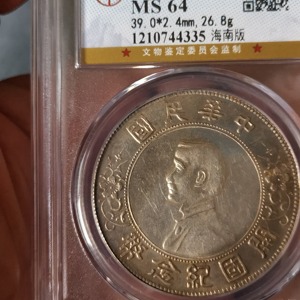 MS 64
39.0*2.4mm,26.8g
1210744335 海南版
★ 文物鉴定委员会监制 ★
中華民國
開國紀念幣